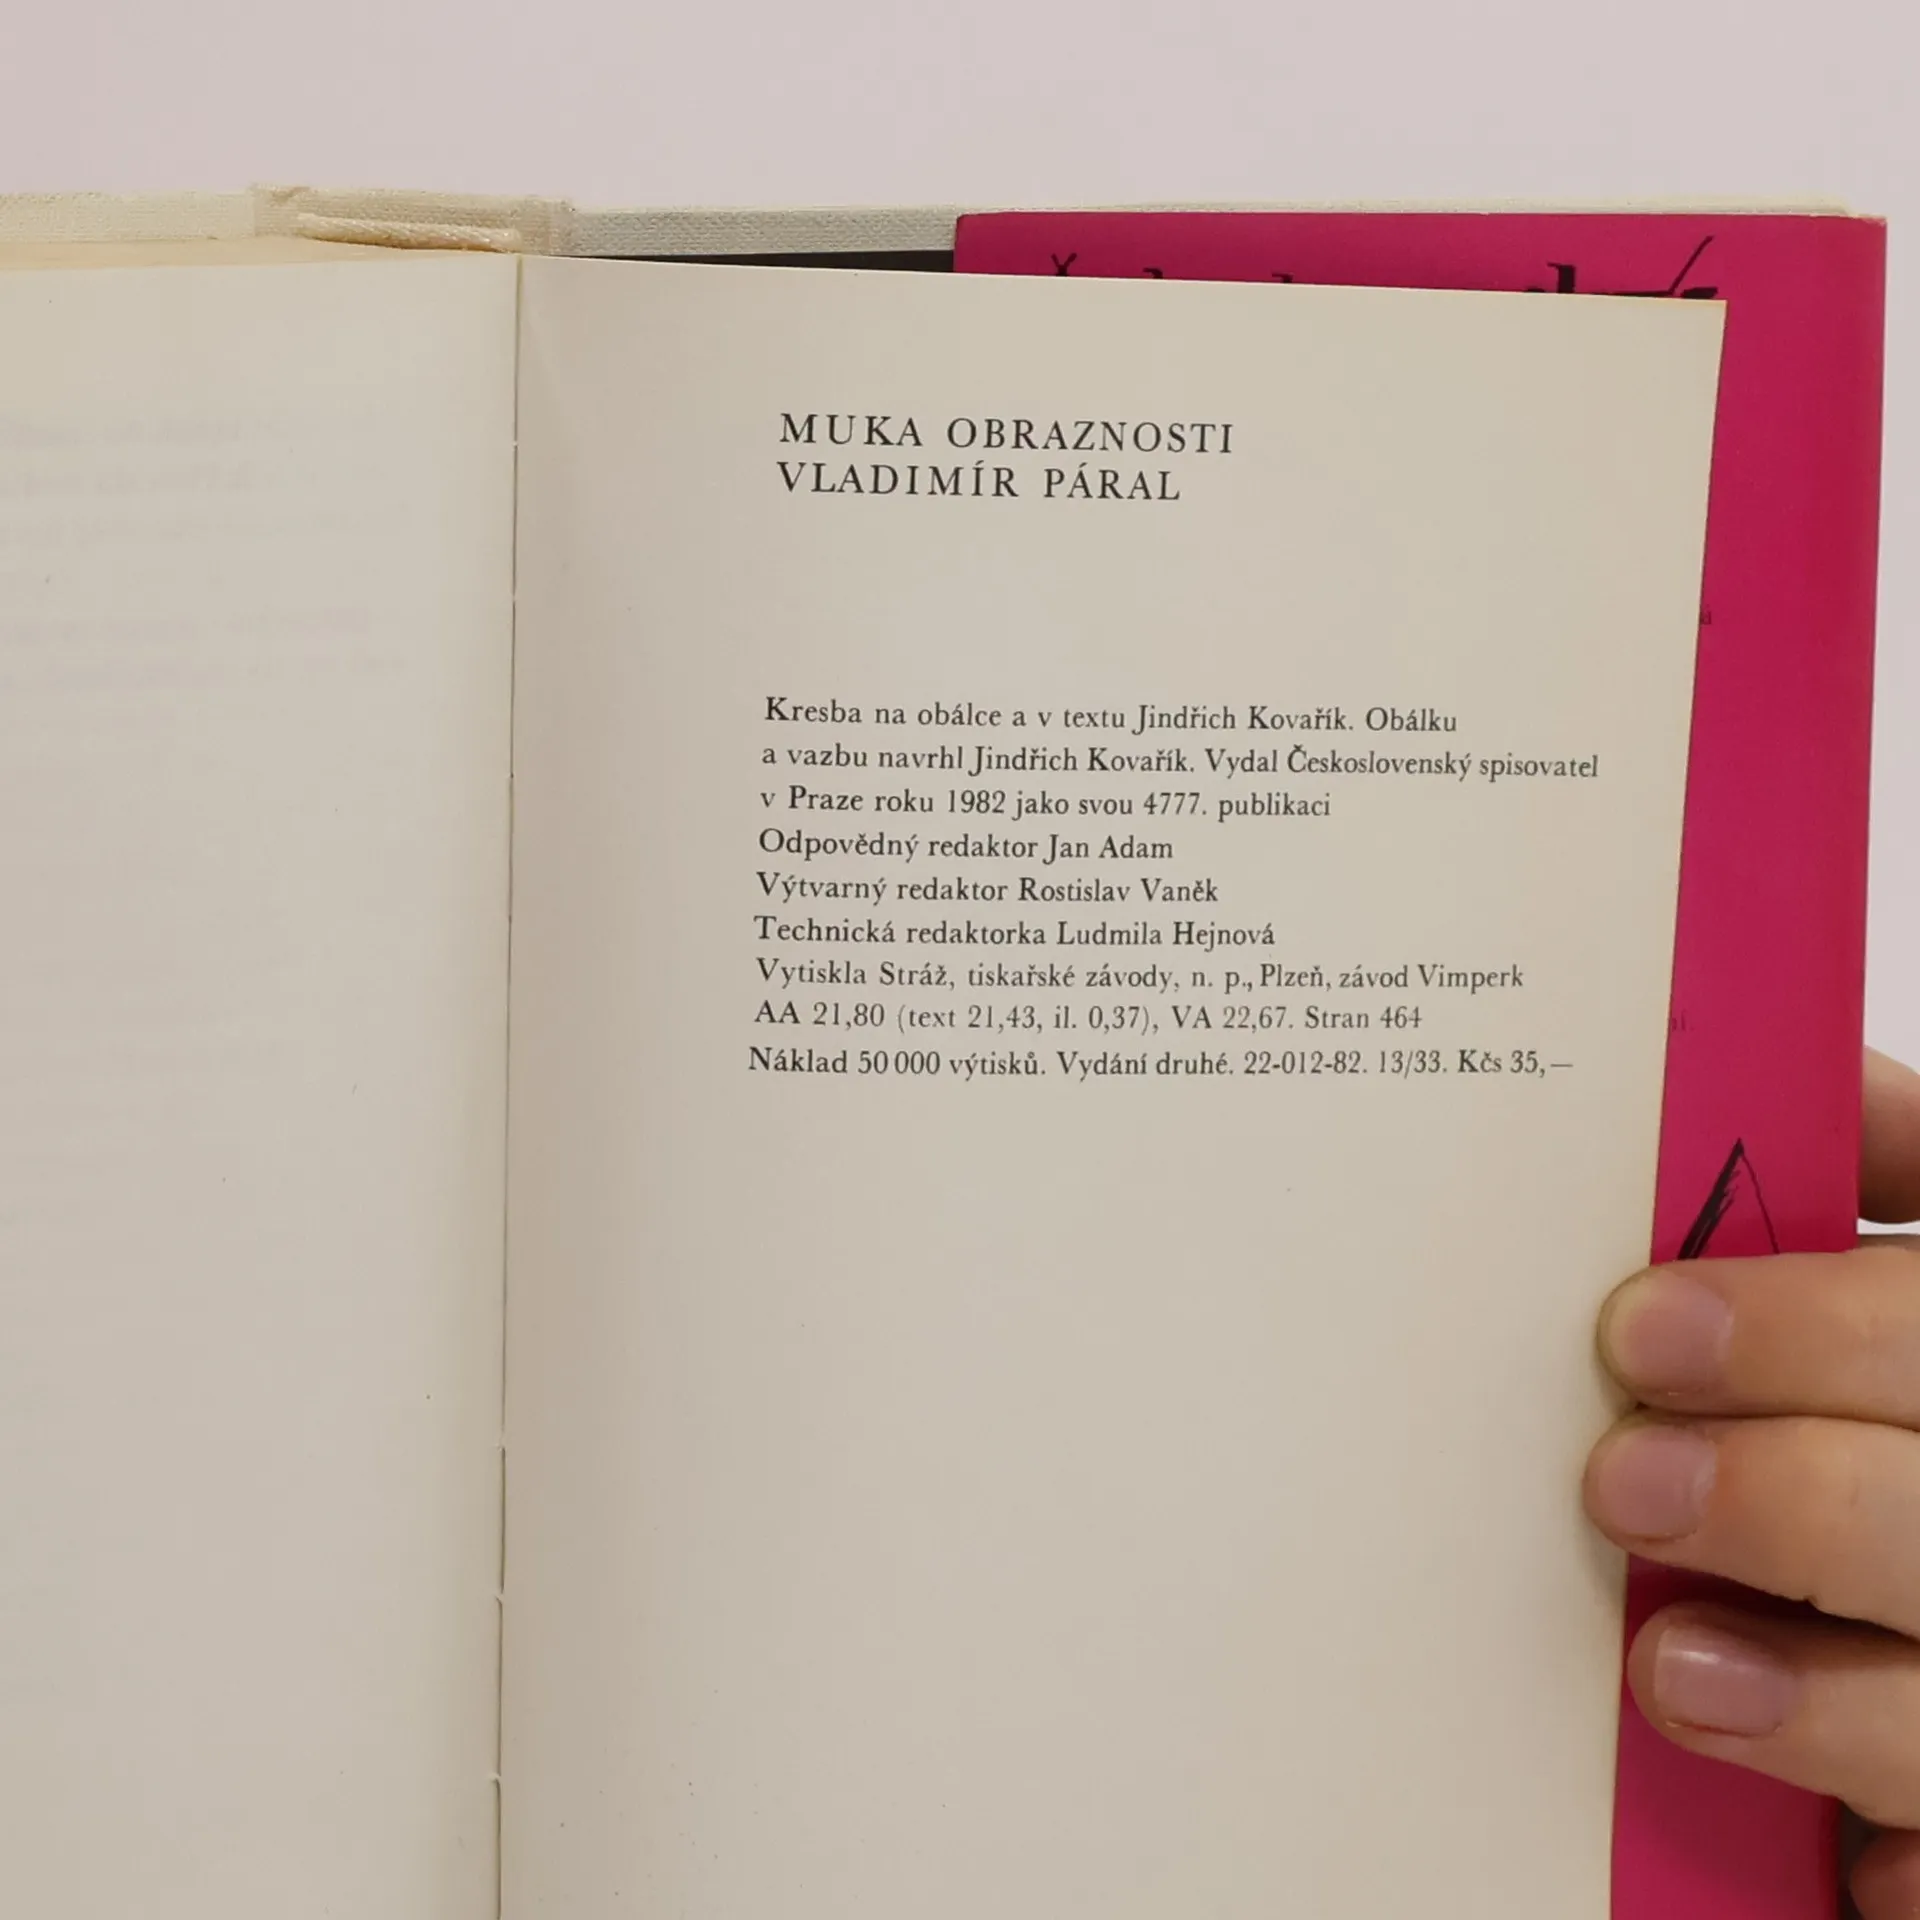 MUKA OBRAZNOSTI
VLADIMÍR PÁRAL
Kresba na obálce a v textu Jindřich Kovařík. Obálku
a vazbu navrhl Jindřich Kovařík. Vydal Československý spisovatel
v Praze roku 1982 jako svou 4777. publikaci
Odpovědný redaktor Jan Adam
Výtvarný redaktor Rostislav Vaněk
Technická redaktorka Ludmila Hejnová
Vytiskla Stráž, tiskařské závody, n. p., Plzeň, závod Vimperk
AA 21,80 (text 21,43, il. 0,37), VA 22,67. Stran 464
Náklad 50 000 výtisků. Vydání druhé. 22-012-82. 13/33. Kčs 35,—